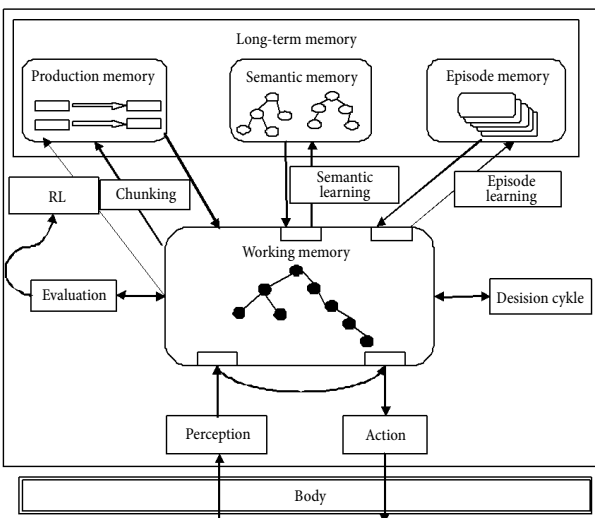 Long-term memory
Production memory
Semantic memory
Episode memory
RL
Chunking
Semantic
learning
Episode
learning
Working memory
Evaluation
Desision cykle
Perception
Action
Body